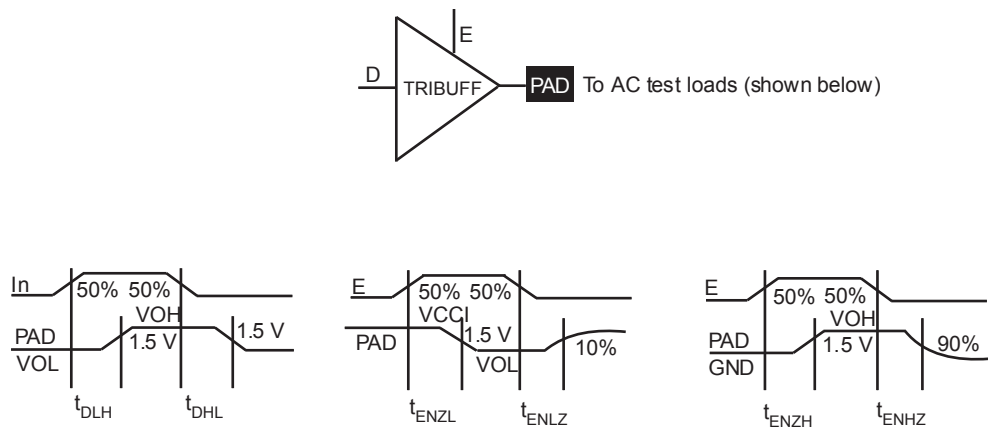 E
D
TRIBUFF
PAD To AC test loads (shown below)
In
50% 50%
VOH
PAD
VOL
1.5 V
1.5 V
tDLH
tDHL
E
50% 50%
VCCI
PAD
1.5 V
VOL
10%
tENZL
tENLZ
E
50% 50%
VOH
PAD
GND
1.5 V
90%
tENZH
tENHZ